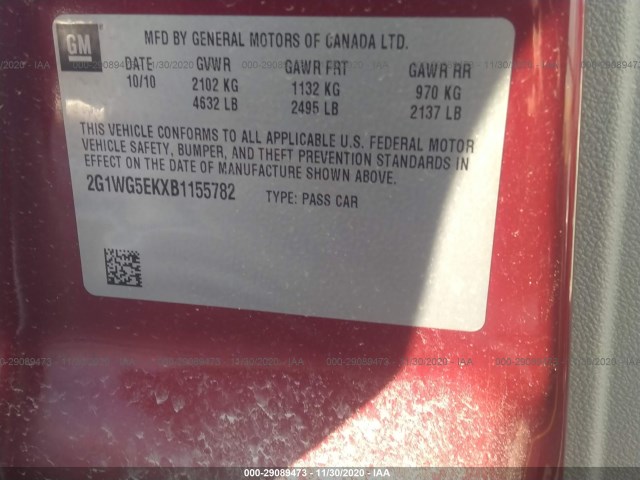 GM
MFD BY GENERAL MOTORS OF CANADA LTD.
DATE GVWR GAWR FRT GAWR RR
10/10 2102 KG 1132 KG 970 KG
4632 LB 2495 LB 2137 LB
THIS VEHICLE CONFORMS TO ALL APPLICABLE U.S. FEDERAL MOTOR
VEHICLE SAFETY, BUMPER, AND THEFT PREVENTION STANDARDS IN
EFFECT ON THE DATE OF MANUFACTURE SHOWN ABOVE.
2G1WG5EKXB1155782 TYPE: PASS CAR
000-29089473 - 11/30/2020 - IAA